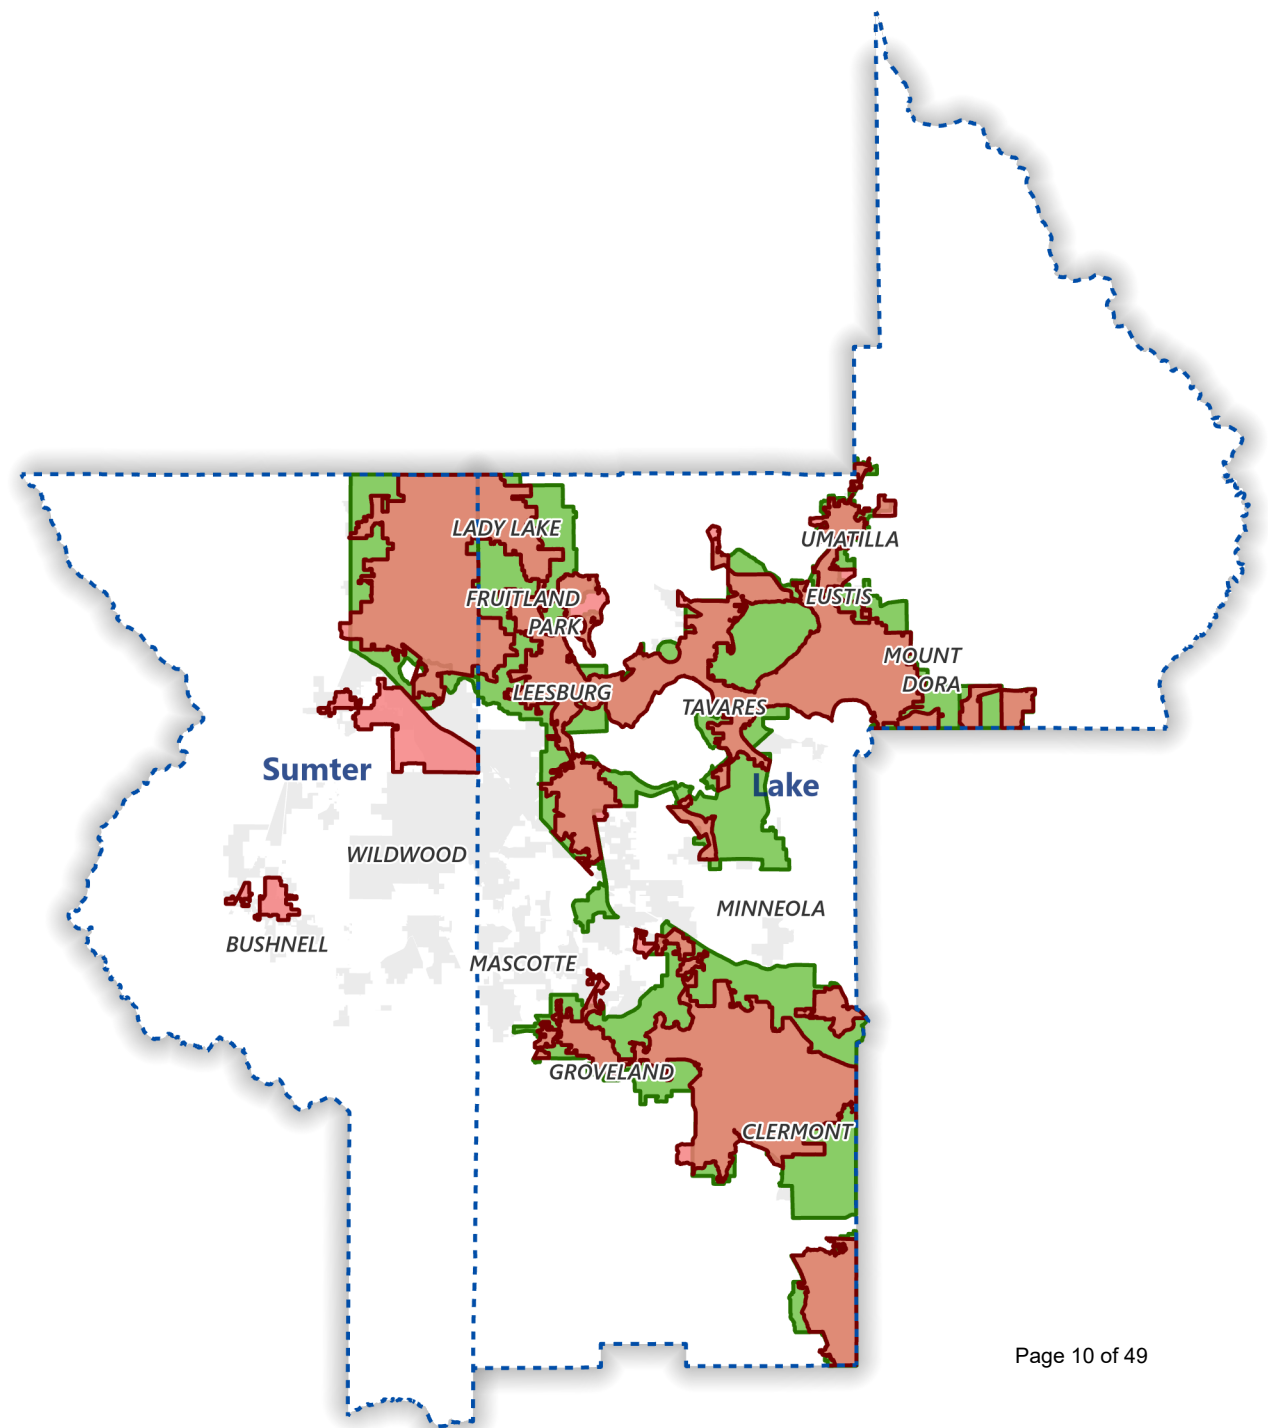 LADY LAKE
UMATILLA
FRUITLAND
PARK
EUSTIS
MOUNT
DORA
LEESBURG
TAVARES
Sumter
Lake
WILDWOOD
MINNEOLA
BUSHNELL
MASCOTTE
GROVELAND
CLERMONT
Page 10 of 49